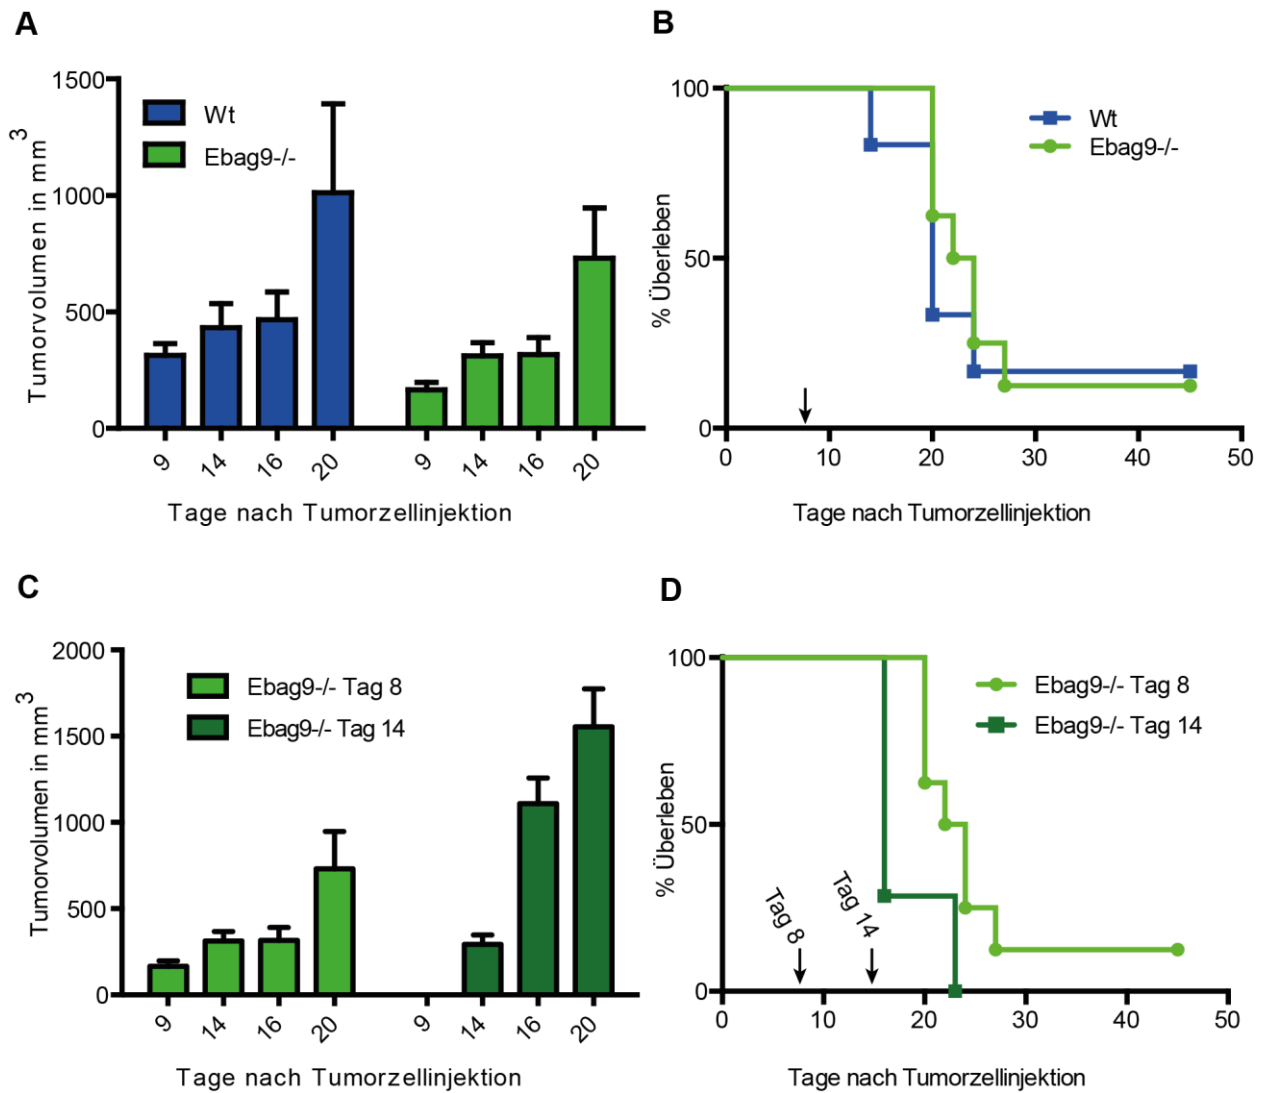 A
Tumorvolumen in mm3
1500
1000
500
0
Wt
Ebag9-/-
9 14 16 20 9 14 16 20
Tage nach Tumorzellinjektion
B
% Überleben
100
50
0
Wt
Ebag9-/-
0 10 20 30 40 50
Tage nach Tumorzellinjektion
C
Tumorvolumen in mm3
2000
1500
1000
500
0
Ebag9-/- Tag 8
Ebag9-/- Tag 14
9 14 16 20 9 14 16 20
Tage nach Tumorzellinjektion
D
% Überleben
100
50
0
Ebag9-/- Tag 8
Ebag9-/- Tag 14
Tag 8
Tag 14
0 10 20 30 40 50
Tage nach Tumorzellinjektion